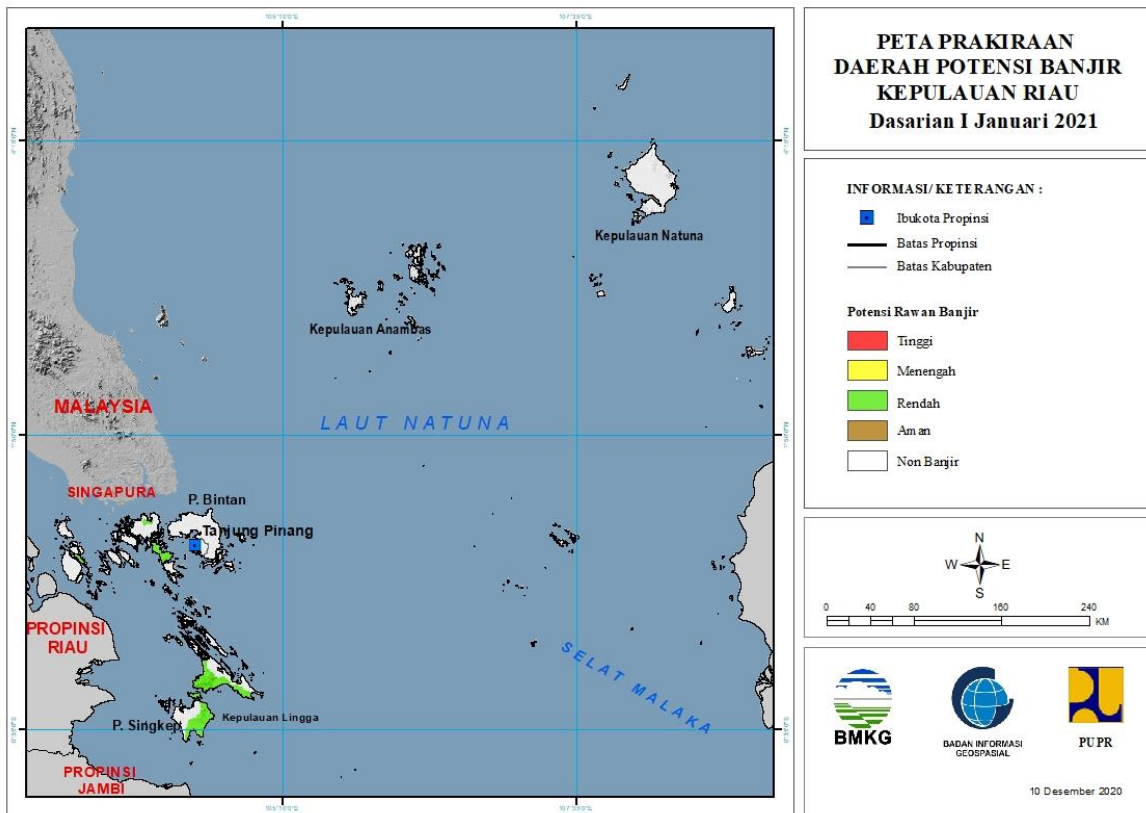 PETA PRAKIRAAN
DAERAH POTENSI BANJIR
KEPULAUAN RIAU
Dasarian I Januari 2021
INFORMASI/ KETERANGAN :
Ibukota Propinsi
Batas Propinsi
Batas Kabupaten
Potensi Rawan Banjir
Tinggi
Menengah
Rendah
Aman
Non Banjir
N
W E
S
0 40 80 160 240
KM
BMKG
BADAN INFORMASI
GEOSPASIAL
PUPR
10 Desember 2020
Kepulauan Natuna
Kepulauan Anambas
MALAYSIA
LAUT NATUNA
SINGAPURA
P. Bintan
Tanjung Pinang
PROPINSI
RIAU
SELAT MALAKA
P. Singkep
Kepulauan Lingga
PROPINSI
JAMBI